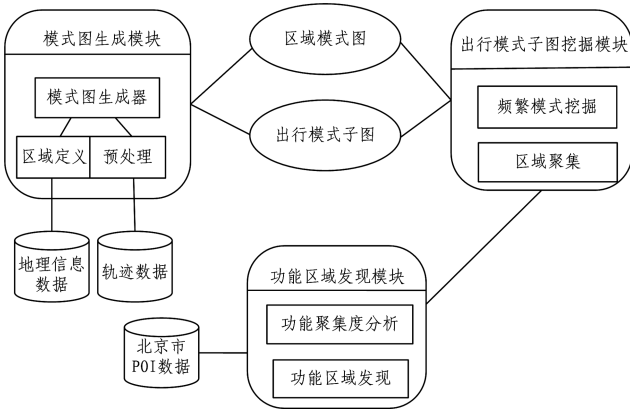 模式图生成模块
模式图生成器
区域定义
预处理
地理信息
数据
轨迹数据
区域模式图
出行模式子图
出行模式子图挖掘模块
频繁模式挖掘
区域聚集
功能区域发现模块
功能聚集度分析
功能区域发现
北京市
POI数据